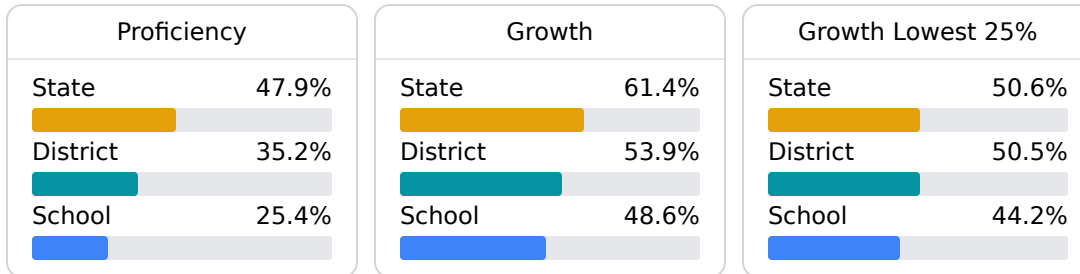 Proficiency
State 47.9%
District 35.2%
School 25.4%
Growth
State 61.4%
District 53.9%
School 48.6%
Growth Lowest 25%
State 50.6%
District 50.5%
School 44.2%